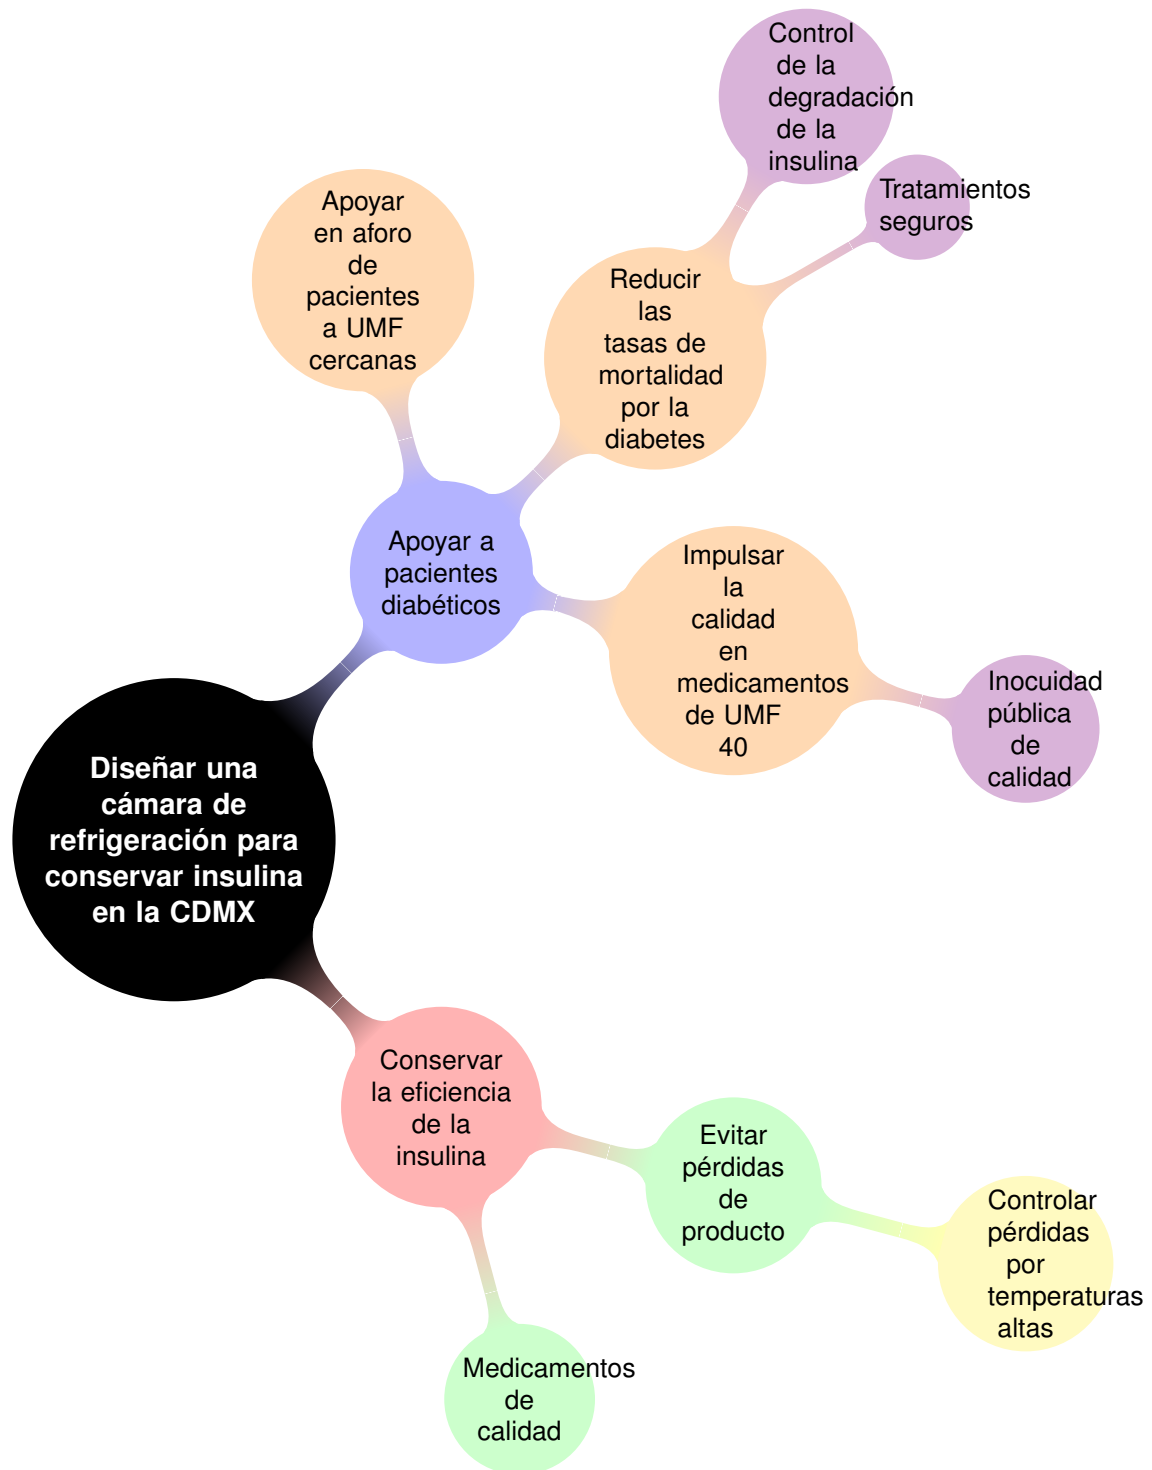 Control
de la
degradación
de la
insulina
Tratamientos
seguros
Apoyar
en aforo
de
pacientes
a UMF
cercanas
Reducir
las
tasas de
mortalidad
por la
diabetes
Apoyar a
pacientes
diabéticos
Impulsar
la
calidad
en
medicamentos
de UMF
40
Inocuidad
pública
de
calidad
Diseñar una
cámara de
refrigeración para
conservar insulina
en la CDMX
Conservar
la eficiencia
de la
insulina
Evitar
pérdidas
de
producto
Controlar
pérdidas
por
temperaturas
altas
Medicamentos
de
calidad